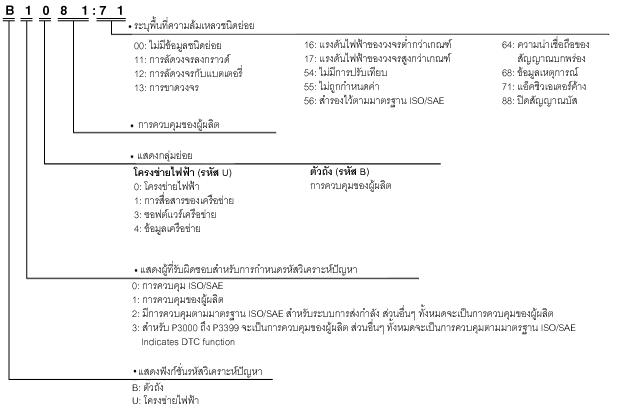 B 1 0 8 1 : 7 1
• ระบุพื้นที่ความล้มเหลวชนิดย่อย
00: ไม่มีข้อมูลชนิดย่อย
11: การลัดวงจรลงกราวด์
12: การลัดวงจรกับแบตเตอรี่
13: การขาดวงจร
16: แรงดันไฟฟ้าของวงจรต่ำกว่าเกณฑ์
17: แรงดันไฟฟ้าของวงจรสูงกว่าเกณฑ์
54: ไม่มีการปรับเทียบ
55: ไม่ถูกกำหนดค่า
56: สำรองไว้ตามมาตรฐาน ISO/SAE
64: ความน่าเชื่อถือของ
สัญญาณบกพร่อง
68: ข้อมูลเหตุการณ์
71: แอ็คชิวเอเตอร์ค้าง
88: ปิดสัญญาณบัส
• การควบคุมของผู้ผลิต
• แสดงกลุ่มย่อย
โครงข่ายไฟฟ้า (รหัส U)
0: โครงข่ายไฟฟ้า
1: การสื่อสารของเครือข่าย
3: ซอฟต์แวร์เครือข่าย
4: ข้อมูลเครือข่าย
ตัวถัง (รหัส B)
การควบคุมของผู้ผลิต
• แสดงผู้ที่รับผิดชอบสำหรับการกำหนดรหัสวิเคราะห์ปัญหา
0: การควบคุม ISO/SAE
1: การควบคุมของผู้ผลิต
2: มีการควบคุมตามมาตรฐาน ISO/SAE สำหรับระบบการส่งกำลัง ส่วนอื่นๆ ทั้งหมดจะเป็นการควบคุมของผู้ผลิต
3: สำหรับ P3000 ถึง P3399 จะเป็นการควบคุมของผู้ผลิต ส่วนอื่นๆ ทั้งหมดจะเป็นการควบคุมตามมาตรฐาน ISO/SAE
Indicates DTC function
• แสดงฟังก์ชั่นรหัสวิเคราะห์ปัญหา
B: ตัวถัง
U: โครงข่ายไฟฟ้า